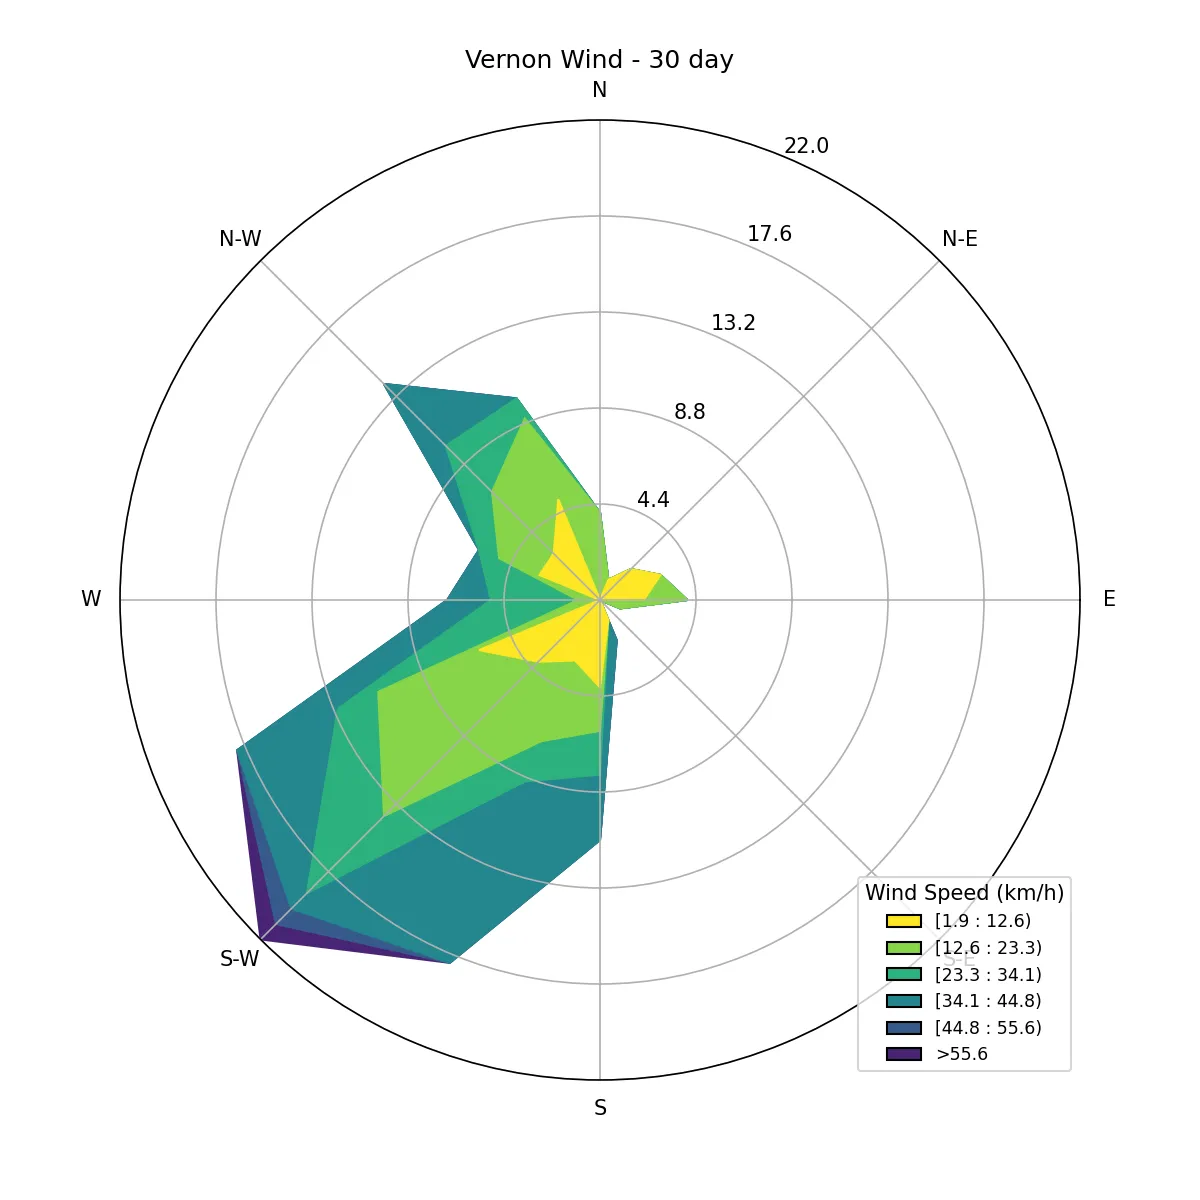 Vernon Wind - 30 day
N
22.0
N-W
17.6
N-E
13.2
8.8
4.4
W
E
S-W
S-E
S
Wind Speed (km/h)
[1.9 : 12.6)
[12.6 : 23.3)
[23.3 : 34.1)
[34.1 : 44.8)
[44.8 : 55.6)
>55.6